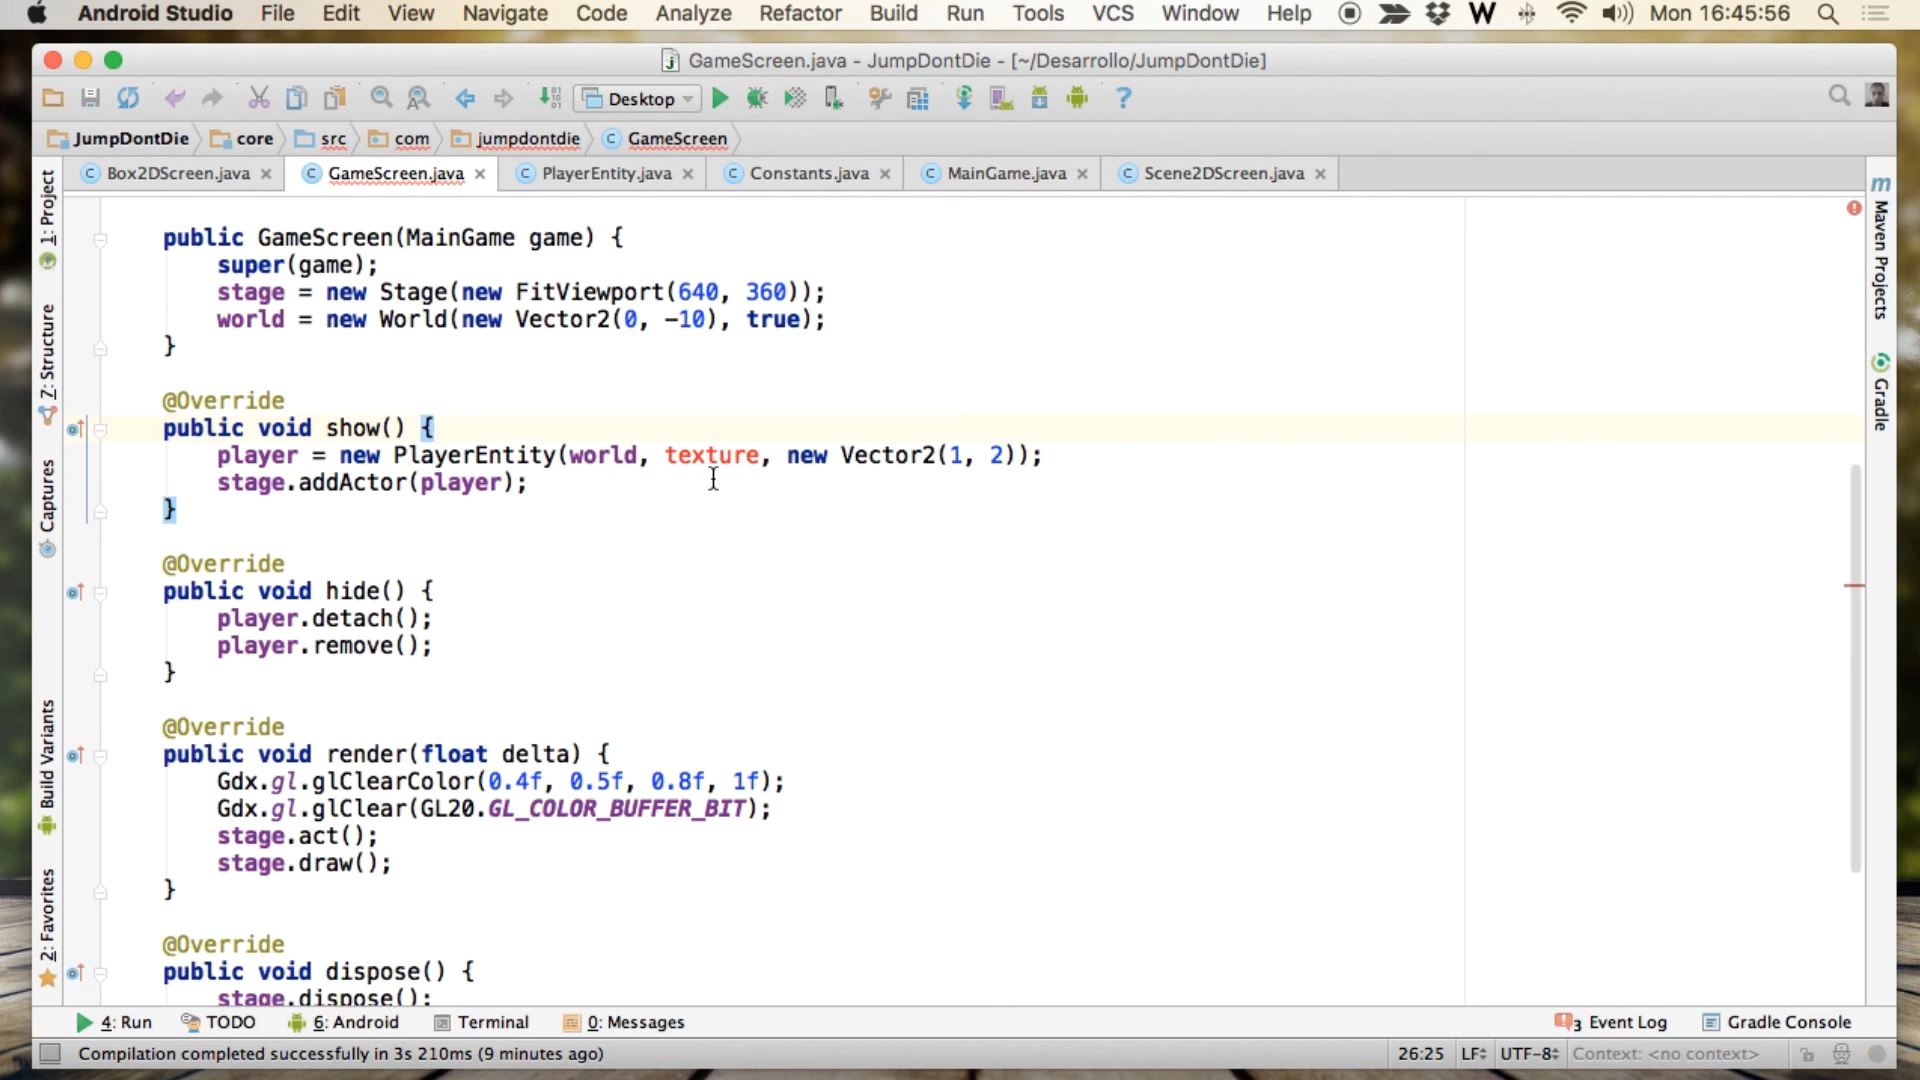 Android Studio File Edit View Navigate Code Analyze Refactor Build Run Tools VCS Window Help W Mon 16:45:56
GameScreen.java - JumpDontDie - [~/Desarrollo/JumpDontDie]
Desktop ?
JumpDontDie core src com jumpdontdie GameScreen
Box2DScreen.java GameScreen.java PlayerEntity.java Constants.java MainGame.java Scene2DScreen.java
1: Project
7: Structure
Captures
Build Variants
2: Favorites
public GameScreen(MainGame game) {
super(game);
stage = new Stage(new FitViewport(640, 360));
world = new World(new Vector2(0, -10), true);
}
@Override
public void show() {
player = new PlayerEntity(world, texture, new Vector2(1, 2));
stage.addActor(player);
}
@Override
public void hide() {
player.detach();
player.remove();
}
@Override
public void render(float delta) {
Gdx.gl.glClearColor(0.4f, 0.5f, 0.8f, 1f);
Gdx.gl.glClear(GL20.GL_COLOR_BUFFER_BIT);
stage.act();
stage.draw();
}
@Override
public void dispose() {
stage.dispose();
m Maven Projects
Gradle
4: Run TODO 6: Android Terminal 0: Messages 3 Event Log Gradle Console
Compilation completed successfully in 3s 210ms (9 minutes ago) 26:25 LF UTF-8 Context: <no context>